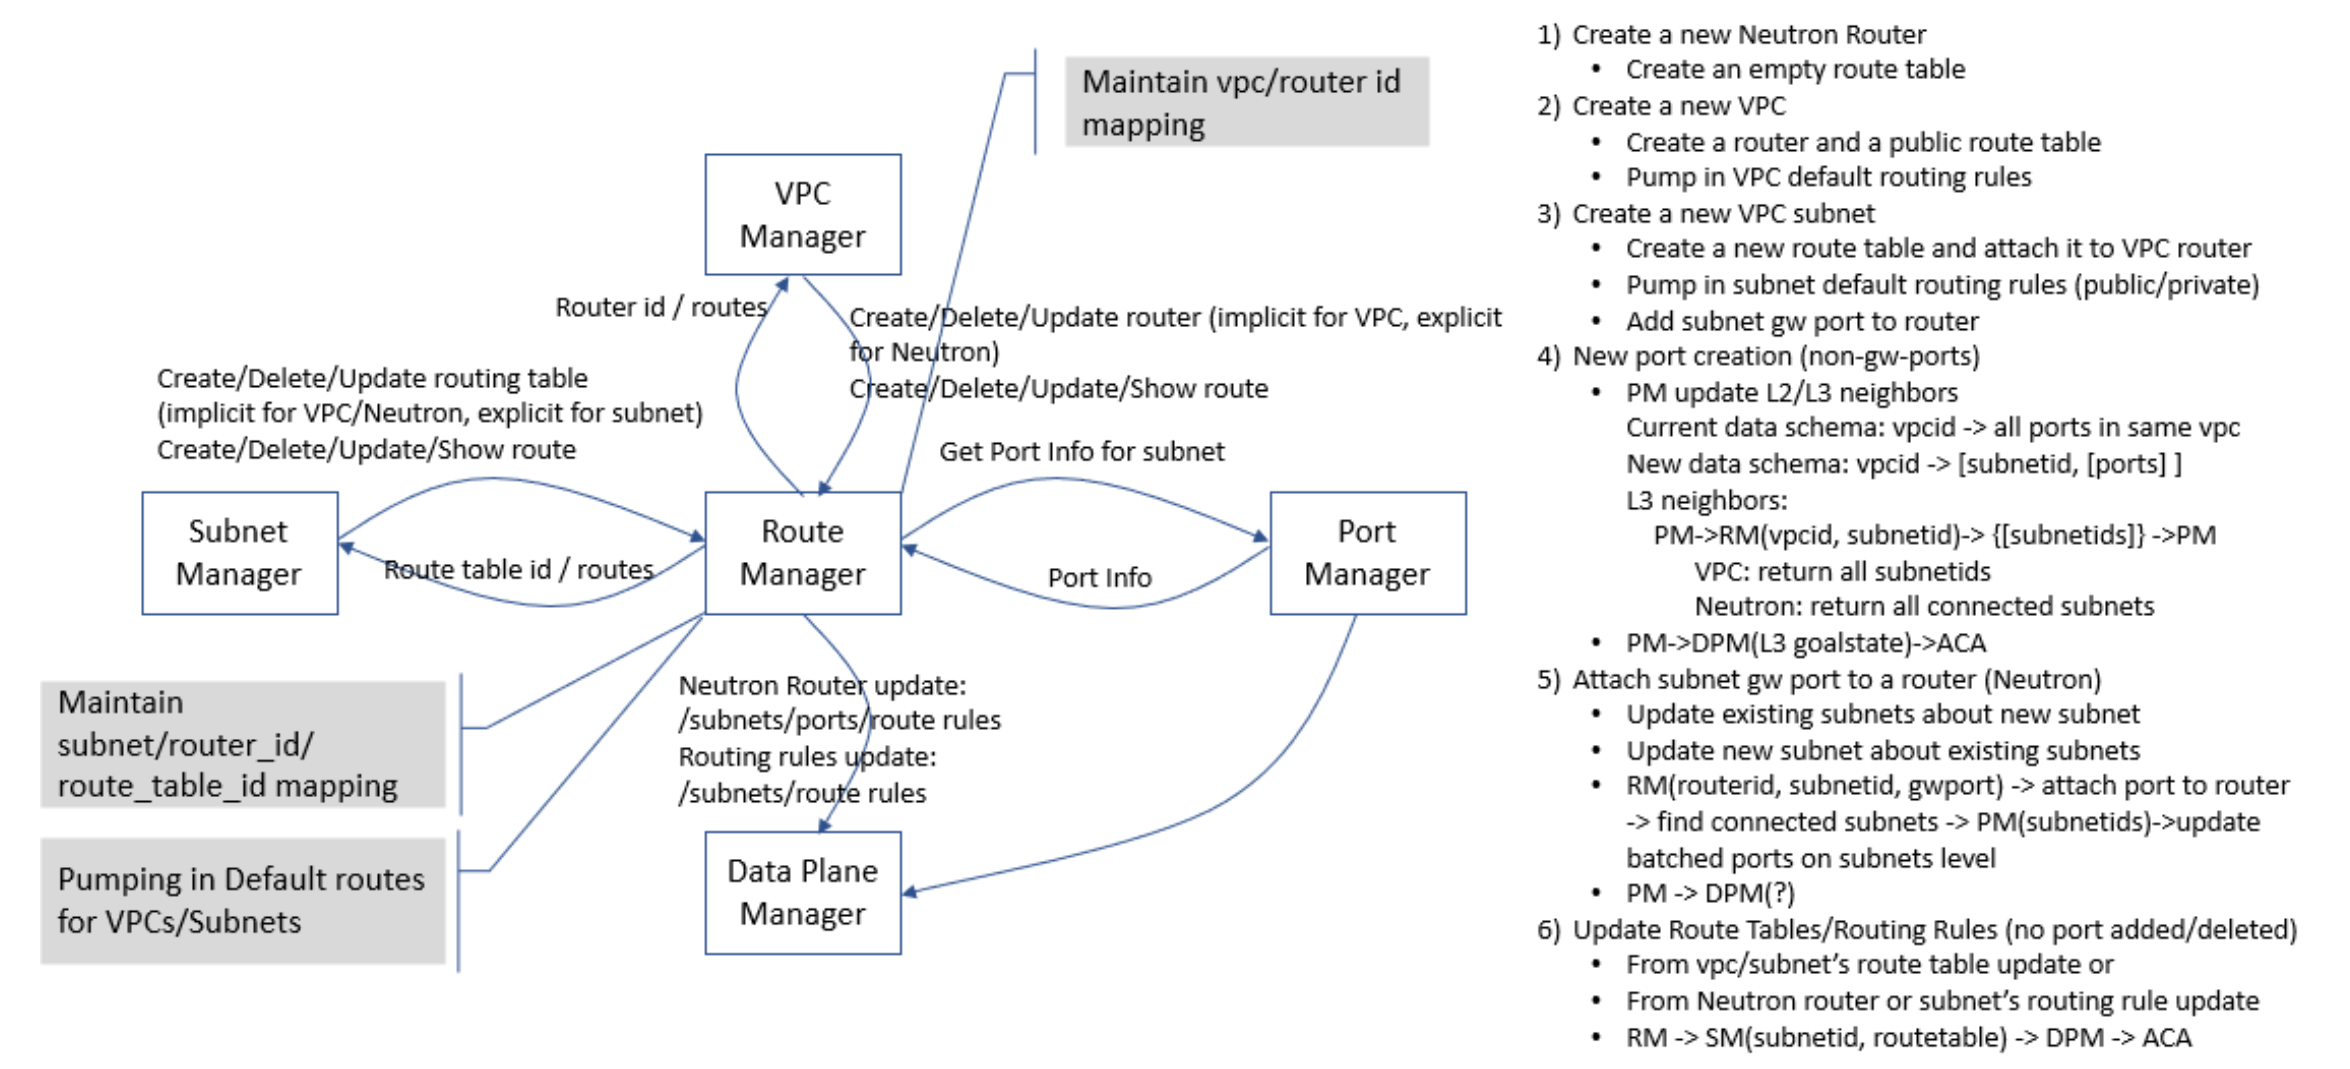 Maintain vpc/router id
mapping
VPC
Manager
Router id / routes
Create/Delete/Update router (implicit for VPC, explicit
for Neutron)
Create/Delete/Update/Show route
Create/Delete/Update routing table
(implicit for VPC/Neutron, explicit for subnet)
Create/Delete/Update/Show route
Get Port Info for subnet
Subnet
Manager
Route table id / routes
Route
Manager
Port Info
Port
Manager
Maintain
subnet/router_id/
route_table_id mapping
Neutron Router update:
/subnets/ports/route rules
Routing rules update:
/subnets/route rules
Pumping in Default routes
for VPCs/Subnets
Data Plane
Manager
1) Create a new Neutron Router
• Create an empty route table
2) Create a new VPC
• Create a router and a public route table
• Pump in VPC default routing rules
3) Create a new VPC subnet
• Create a new route table and attach it to VPC router
• Pump in subnet default routing rules (public/private)
• Add subnet gw port to router
4) New port creation (non-gw-ports)
• PM update L2/L3 neighbors
Current data schema: vpcid -> all ports in same vpc
New data schema: vpcid -> [subnetid, [ports] ]
L3 neighbors:
PM->RM(vpcid, subnetid)-> {[subnetids]} ->PM
VPC: return all subnetids
Neutron: return all connected subnets
• PM->DPM(L3 goalstate)->ACA
5) Attach subnet gw port to a router (Neutron)
• Update existing subnets about new subnet
• Update new subnet about existing subnets
• RM(routerid, subnetid, gwport) -> attach port to router
-> find connected subnets -> PM(subnetids)->update
batched ports on subnets level
• PM -> DPM(?)
6) Update Route Tables/Routing Rules (no port added/deleted)
• From vpc/subnet’s route table update or
• From Neutron router or subnet’s routing rule update
• RM -> SM(subnetid, routetable) -> DPM -> ACA